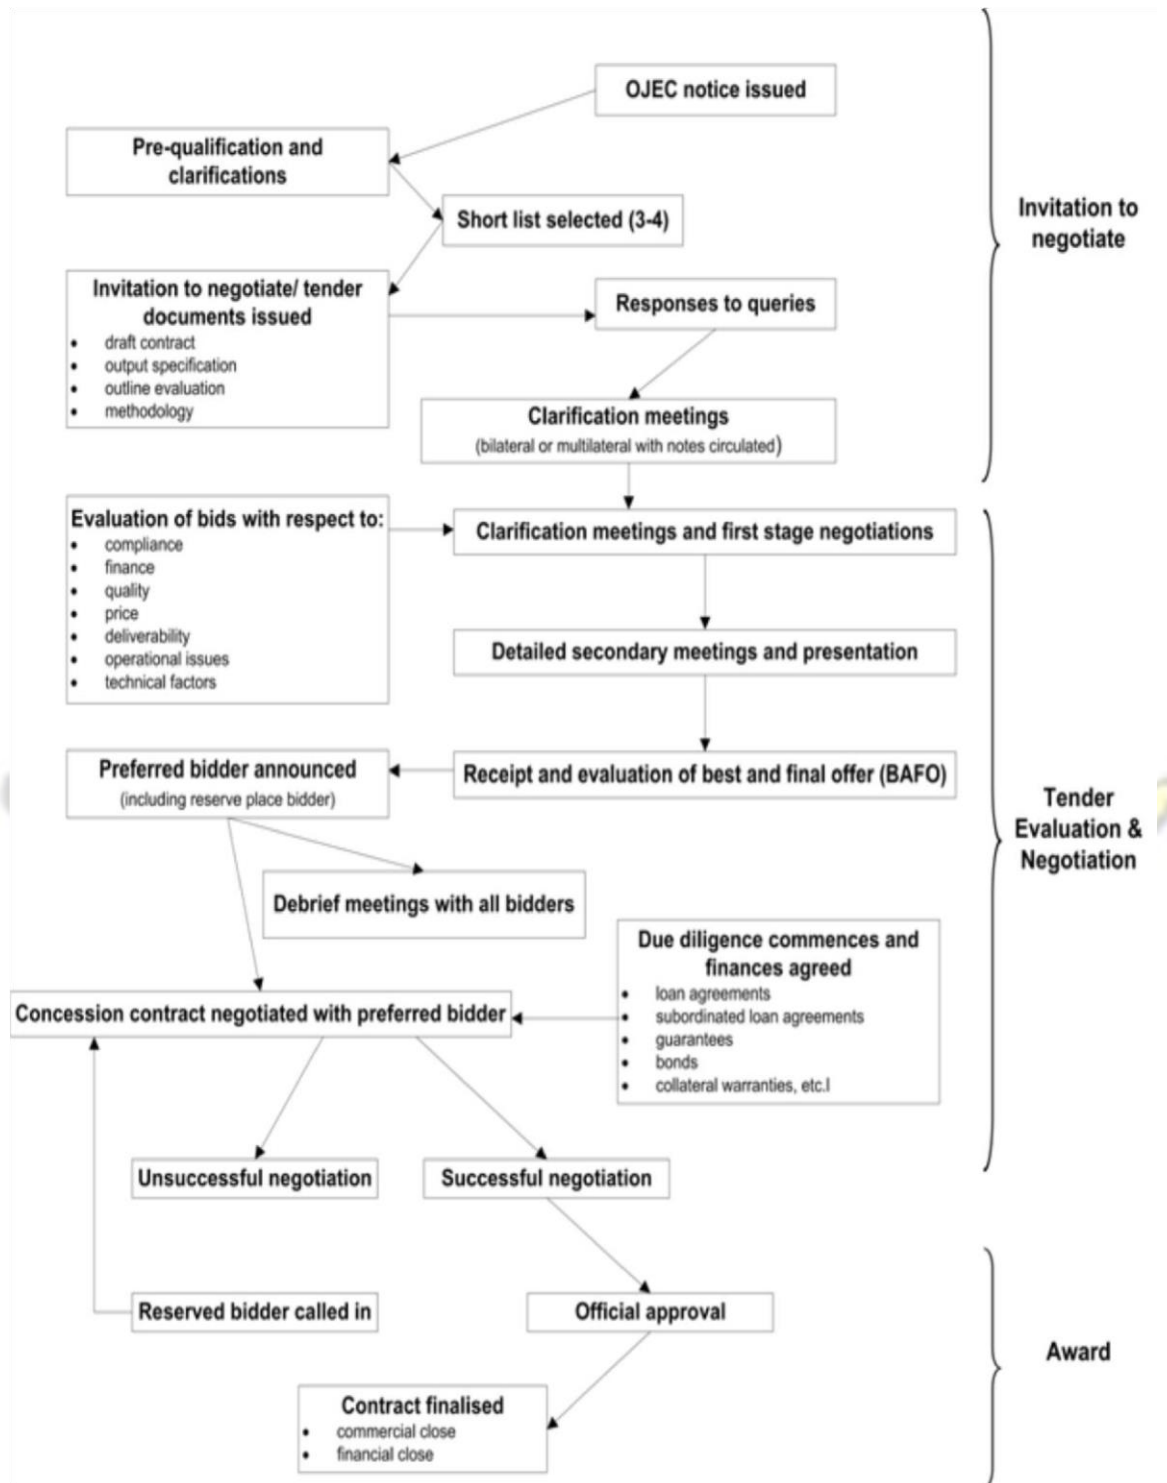 OJEC notice issued
Pre-qualification and
clarifications
Short list selected (3-4)
Invitation to
negotiate
Invitation to negotiate/ tender
documents issued
• draft contract
• output specification
• outline evaluation
• methodology
Responses to queries
Clarification meetings
(bilateral or multilateral with notes circulated)
Evaluation of bids with respect to:
• compliance
• finance
• quality
• price
• deliverability
• operational issues
• technical factors
Clarification meetings and first stage negotiations
Detailed secondary meetings and presentation
Receipt and evaluation of best and final offer (BAFO)
Preferred bidder announced
(including reserve place bidder)
Tender
Evaluation &
Negotiation
Debrief meetings with all bidders
Due diligence commences and
finances agreed
• loan agreements
• subordinated loan agreements
• guarantees
• bonds
• collateral warranties, etc.l
Concession contract negotiated with preferred bidder
Unsuccessful negotiation
Successful negotiation
Reserved bidder called in
Official approval
Award
Contract finalised
• commercial close
• financial close